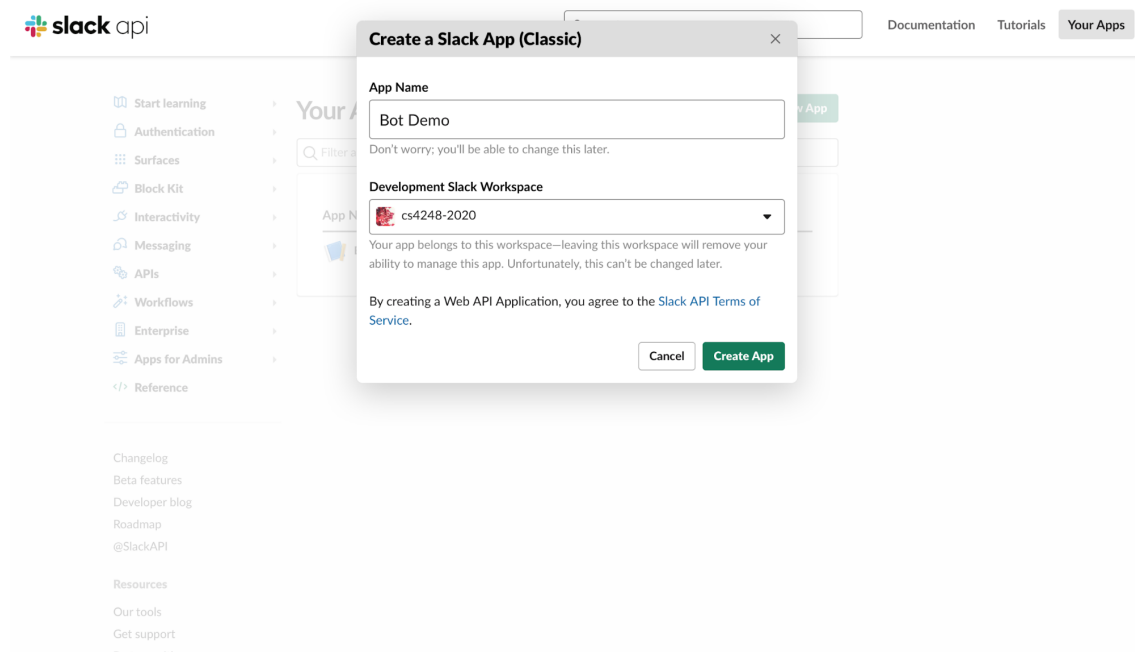 slack api
Documentation
Tutorials
Your Apps
Create a Slack App (Classic)
App Name
Bot Demo
Don't worry; you'll be able to change this later.
Development Slack Workspace
cs4248-2020
Your app belongs to this workspace—leaving this workspace will remove your
ability to manage this app. Unfortunately, this can't be changed later.
By creating a Web API Application, you agree to the Slack API Terms of
Service.
Cancel
Create App
Start learning
Authentication
Surfaces
Block Kit
Interactivity
Messaging
APIs
Workflows
Enterprise
Apps for Admins
Reference
Changelog
Beta features
Developer blog
Roadmap
@SlackAPI
Resources
Our tools
Get support
Your
App
Filter
App